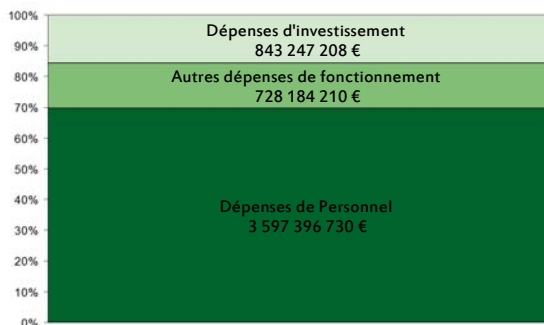 100%
Dépenses d'investissement
90%
843 247 208 €
80%
Autres dépenses de fonctionnement
728 184 210 €
70%
60%
50%
40%
Dépenses de Personnel
3 597 396 730 €
30%
20%
10%
0%